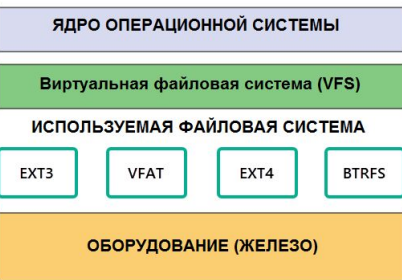 ЯДРО ОПЕРАЦИОННОЙ СИСТЕМЫ
Виртуальная файловая система (VFS)
ИСПОЛЬЗУЕМАЯ ФАЙЛОВАЯ СИСТЕМА
EXT3 VFAT EXT4 BTRFS
ОБОРУДОВАНИЕ (ЖЕЛЕЗО)